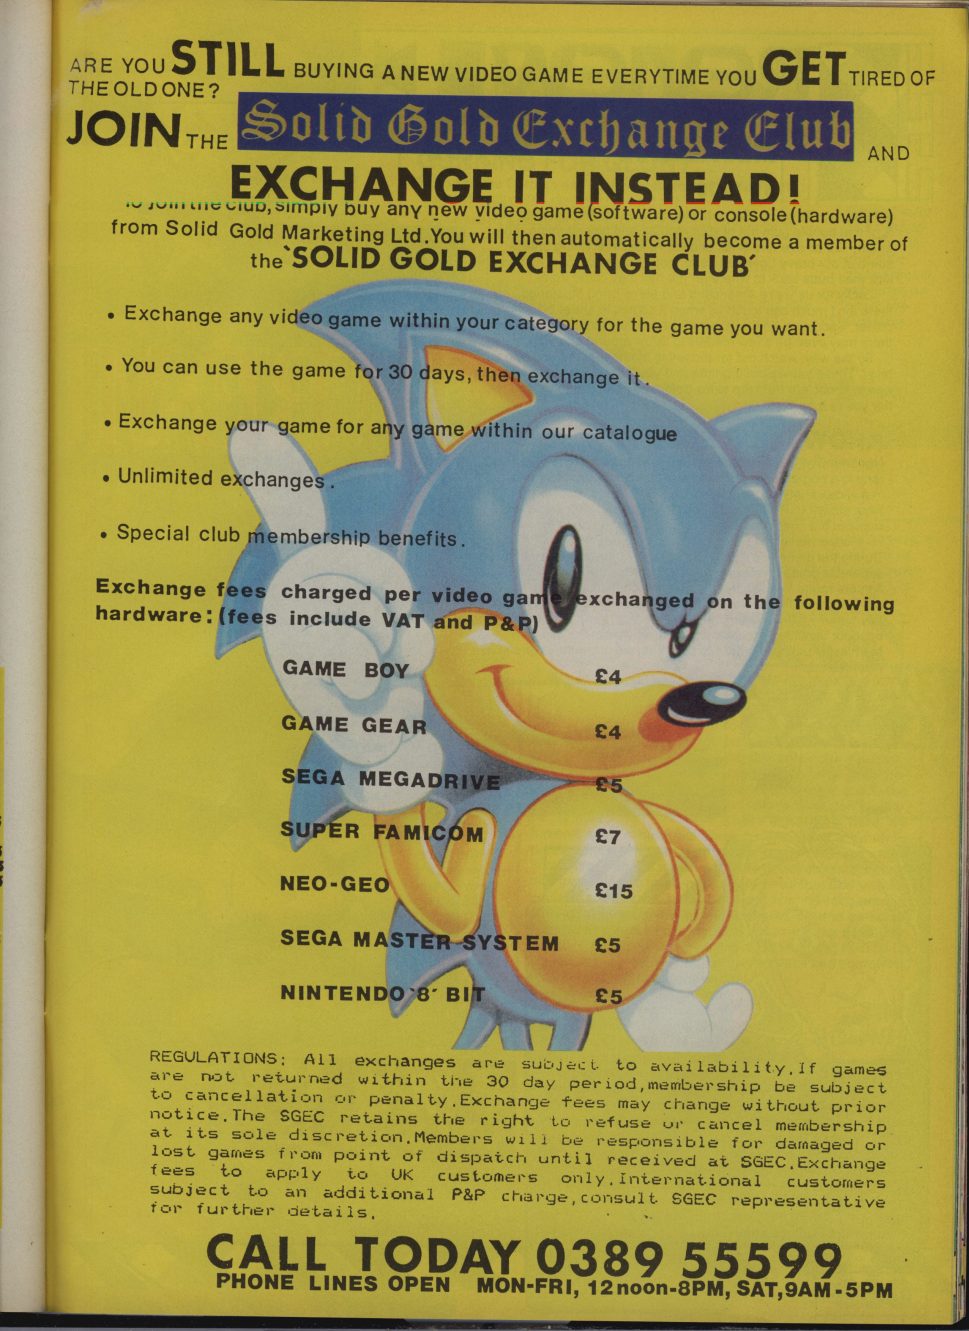 ARE YOU STILL BUYING A NEW VIDEO GAME EVERYTIME YOU GET TIRED OF
THE OLD ONE?
JOIN THE Solid Gold Exchange Club AND
EXCHANGE IT INSTEAD!
To join the club, simply buy any new video game (software) or console (hardware)
from Solid Gold Marketing Ltd. You will then automatically become a member of
the `SOLID GOLD EXCHANGE CLUB´
• Exchange any video game within your category for the game you want.
• You can use the game for 30 days, then exchange it.
• Exchange your game for any game within our catalogue
• Unlimited exchanges.
• Special club membership benefits.
Exchange fees charged per video game exchanged on the following
hardware: (fees include VAT and P&P)
GAME BOY £4
GAME GEAR £4
SEGA MEGADRIVE £5
SUPER FAMICOM £7
NEO-GEO £15
SEGA MASTER SYSTEM £5
NINTENDO `8´ BIT £5
REGULATIONS: All exchanges are subject to availability. If games
are not returned within the 30 day period, membership be subject
to cancellation or penalty. Exchange fees may change without prior
notice. The SGEC retains the right to refuse or cancel membership
at its sole discretion. Members will be responsible for damaged or
lost games from point of dispatch until received at SGEC. Exchange
fees to apply to UK customers only. International customers
subject to an additional P&P charge, consult SGEC representative
for further details.
CALL TODAY 0389 55599
PHONE LINES OPEN MON-FRI, 12noon-8PM, SAT, 9AM-5PM